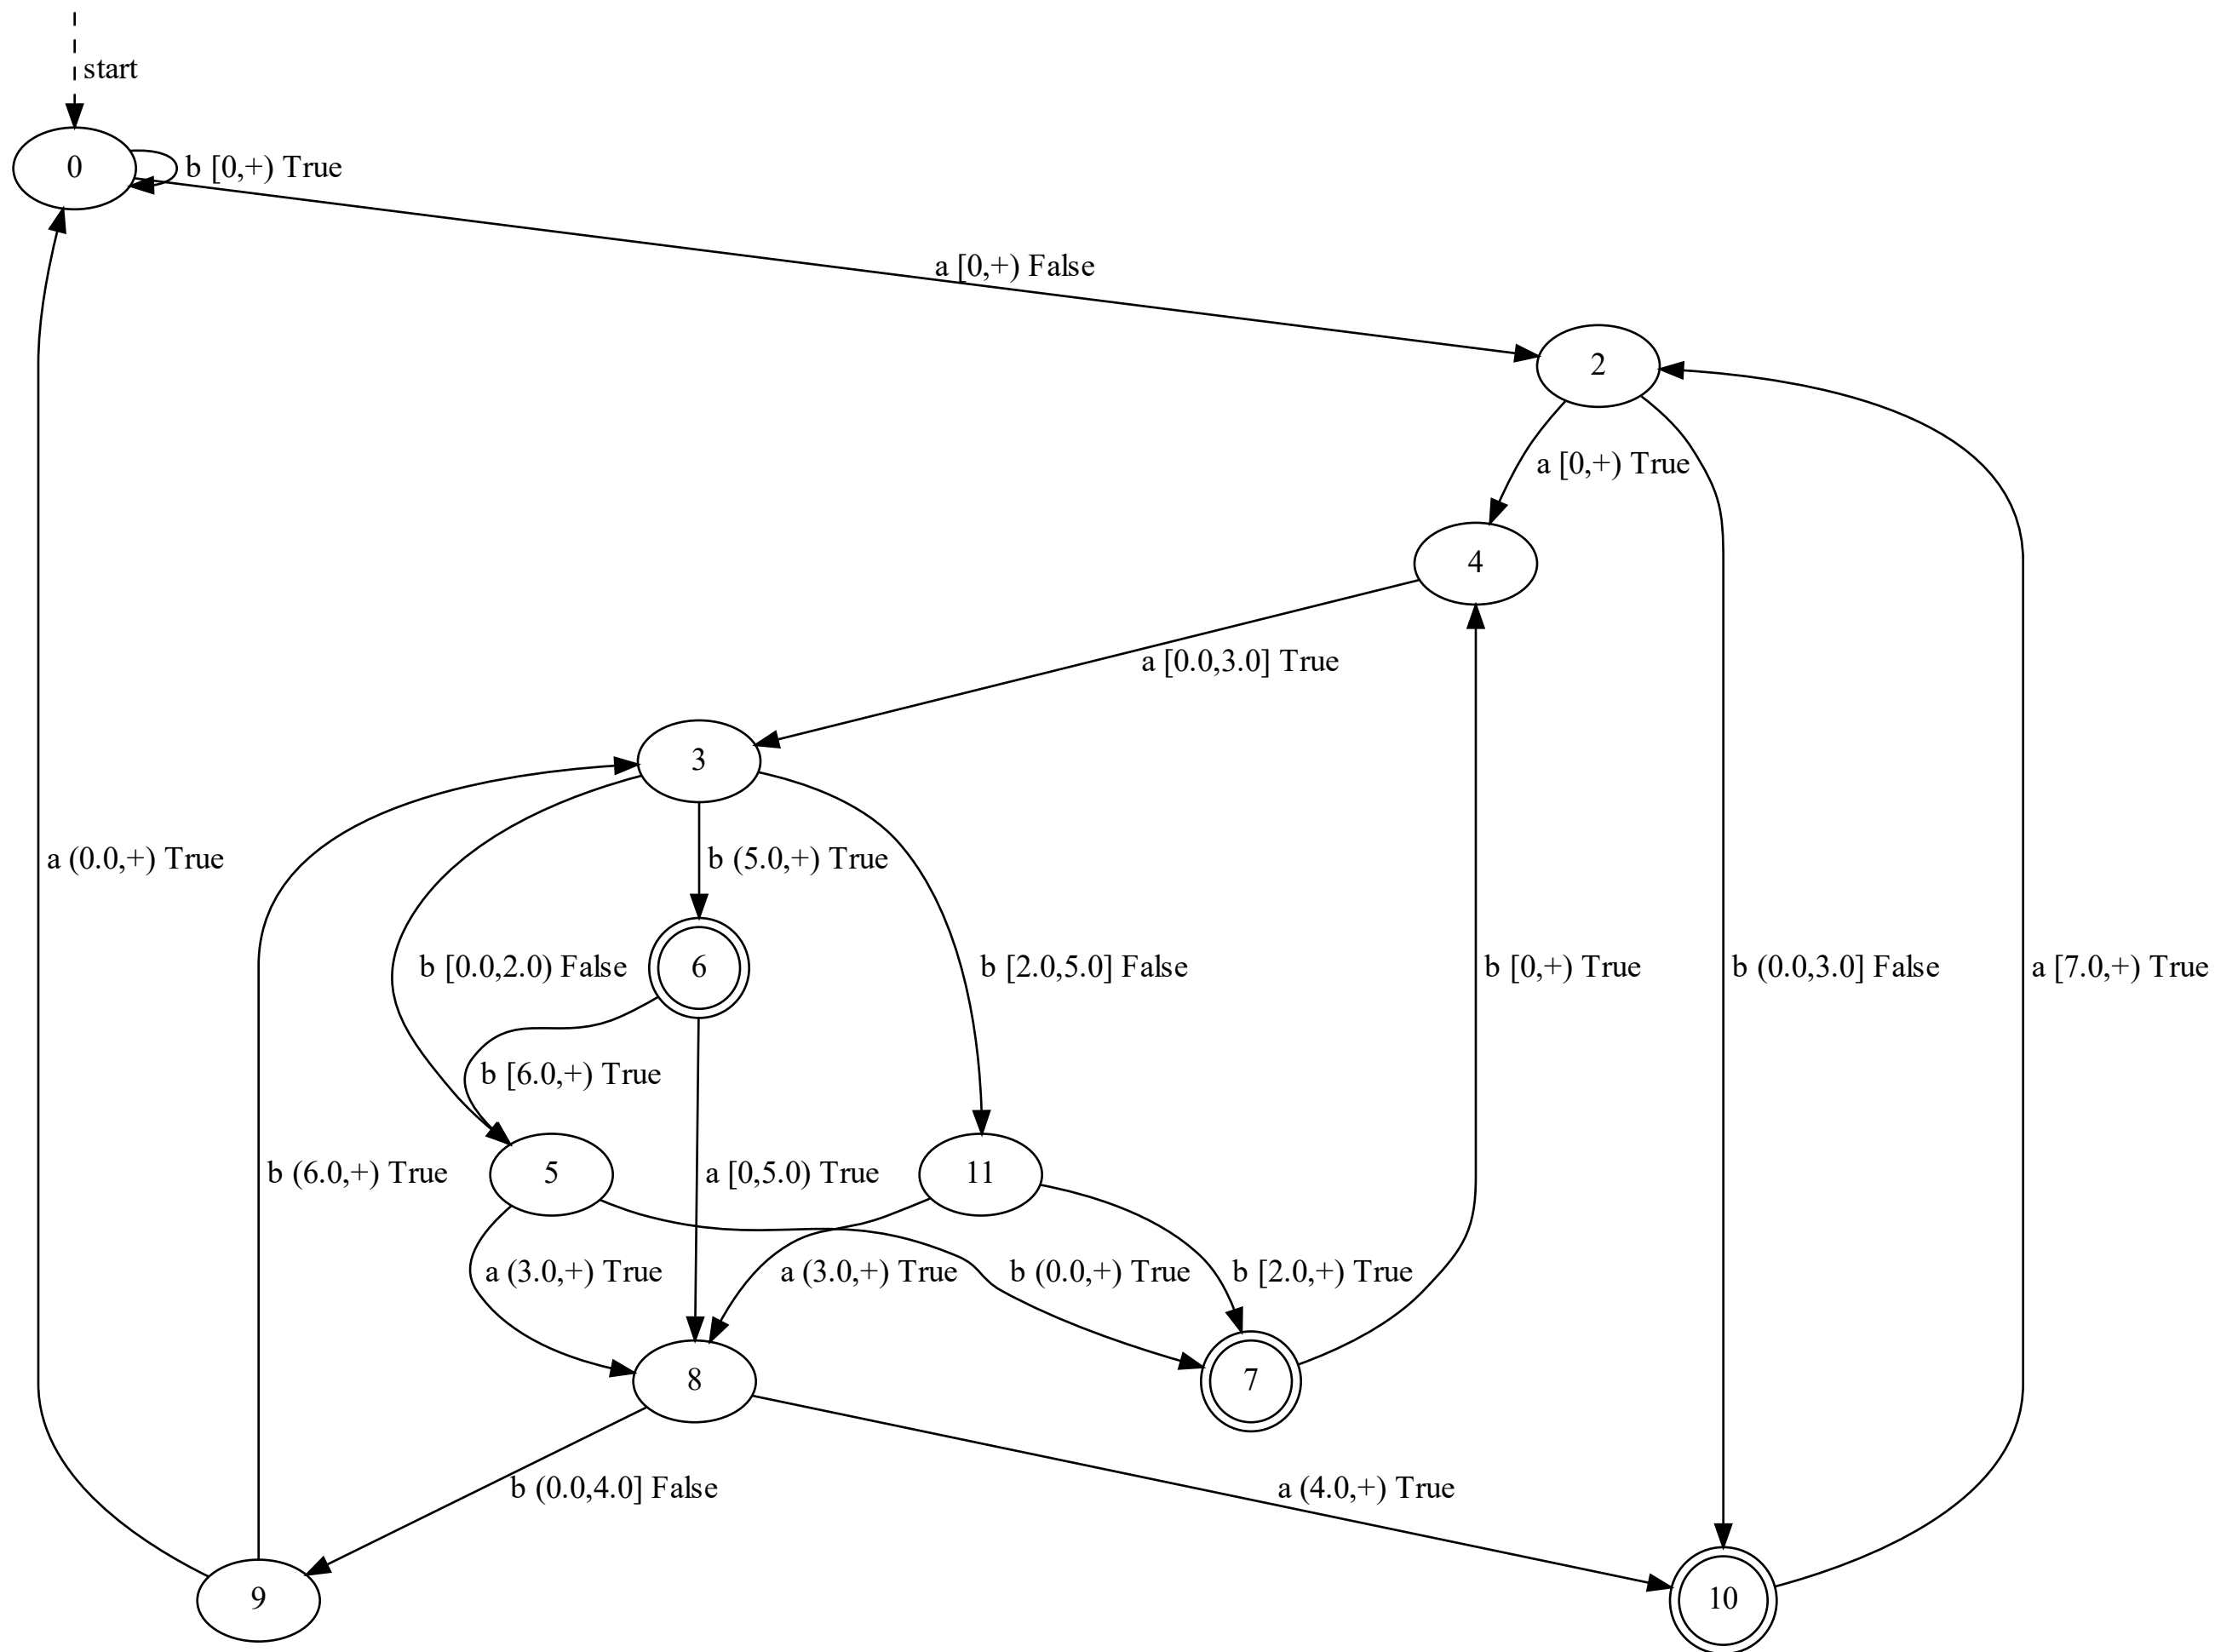 start
0
b [0,+) True
a [0,+) False
2
a [0,+) True
4
a [0.0,3.0] True
3
a (0.0,+) True
b (5.0,+) True
b [0.0,2.0) False
6
b [2.0,5.0] False
b [0,+) True
b (0.0,3.0] False
a [7.0,+) True
b [6.0,+) True
b (6.0,+) True
5
a [0,5.0) True
11
a (3.0,+) True
a (3.0,+) True
b (0.0,+) True
b [2.0,+) True
8
7
b (0.0,4.0] False
a (4.0,+) True
9
10